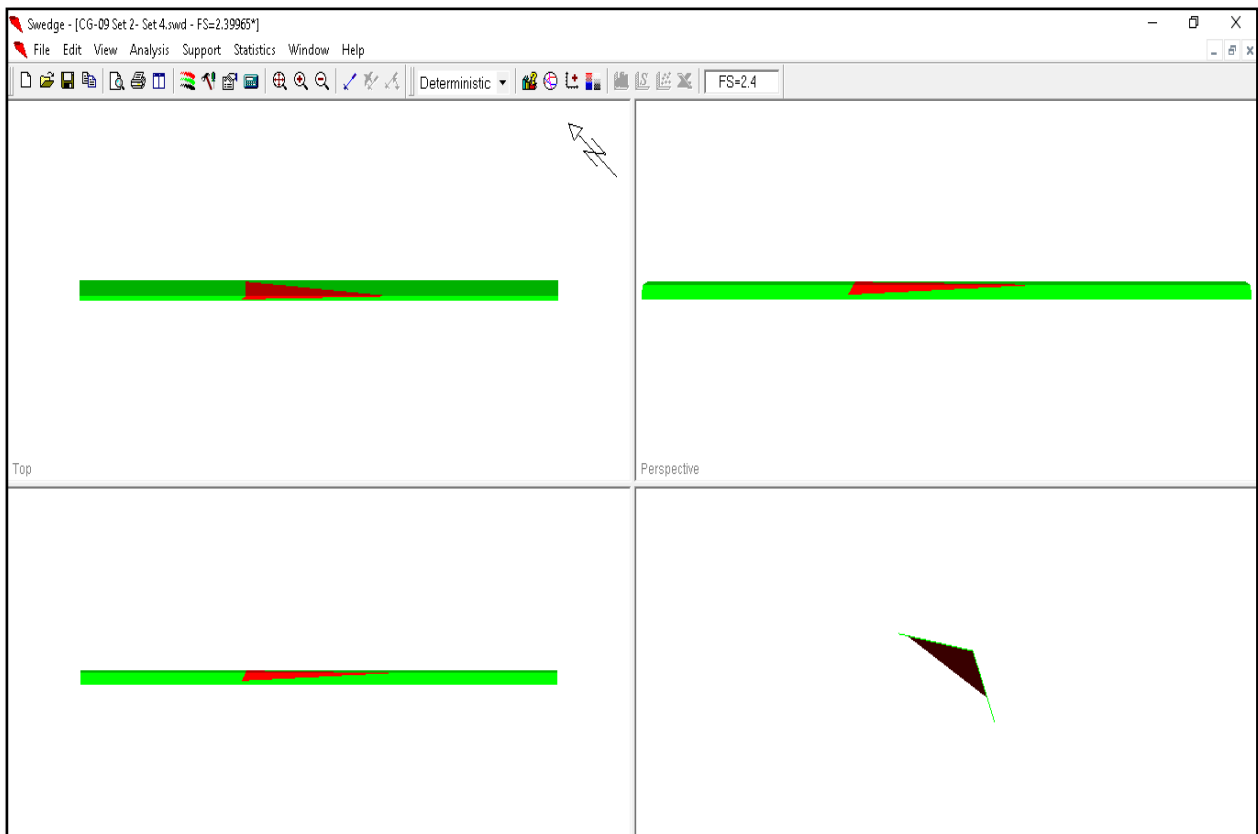 Swedge - [CG-09 Set 2- Set 4.swd - FS=2.39965*]
File Edit View Analysis Support Statistics Window Help
Deterministic FS=2.4
N
Top
Perspective